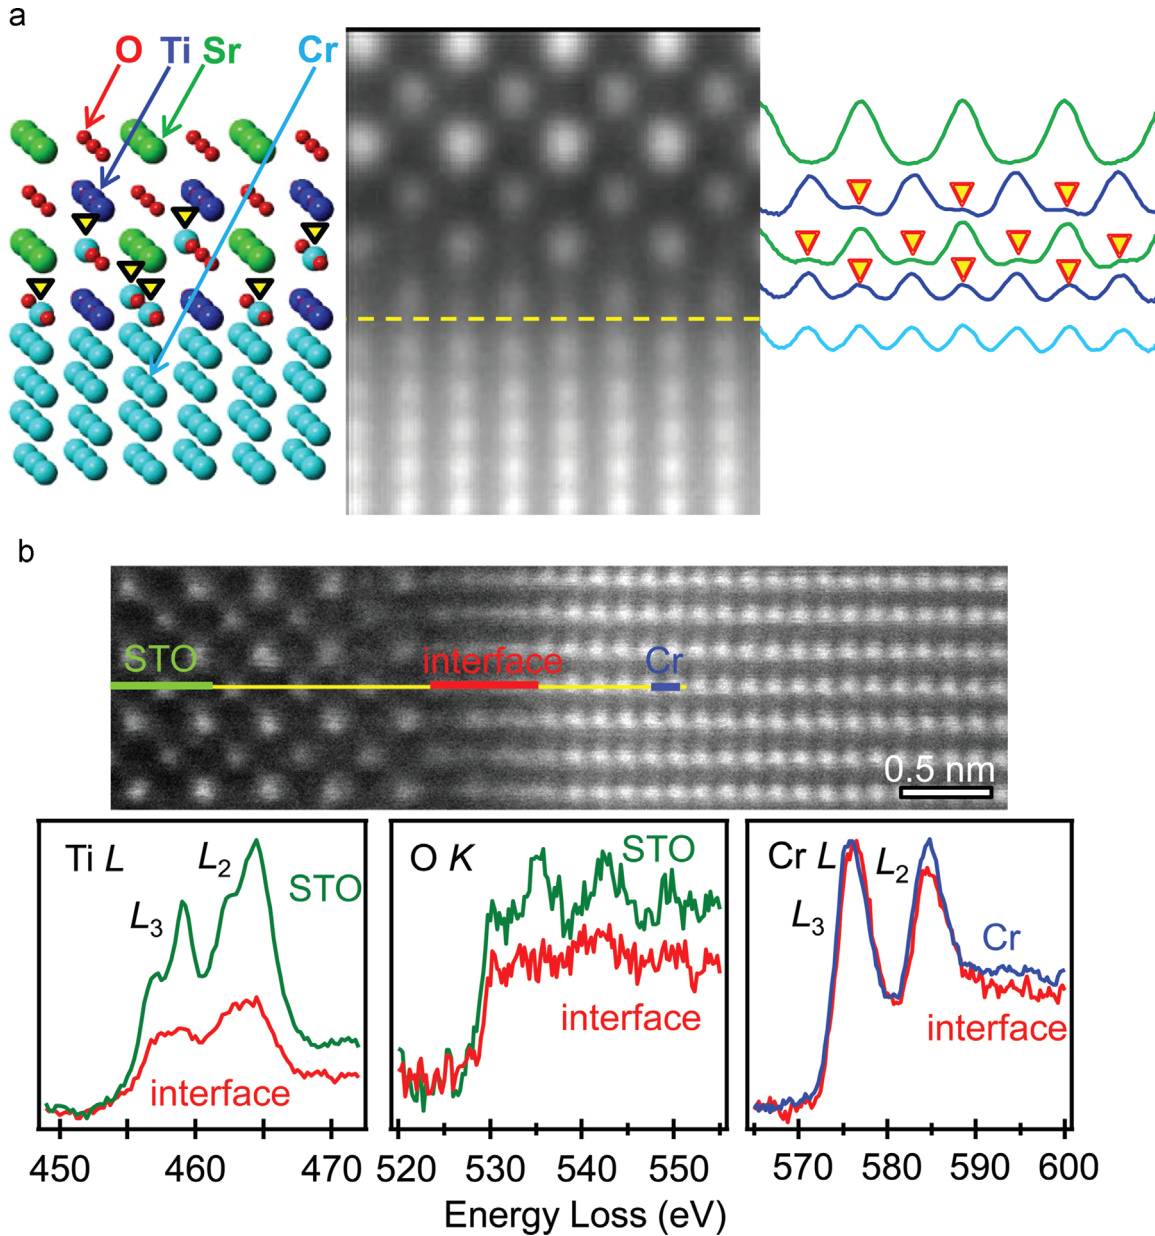 a
O Ti Sr Cr
b
STO interface Cr
0.5 nm
Ti L L2 STO
L3
interface
O K STO
interface
Cr L L2
L3 Cr
interface
450 460 470 520 530 540 550 570 580 590 600
Energy Loss (eV)